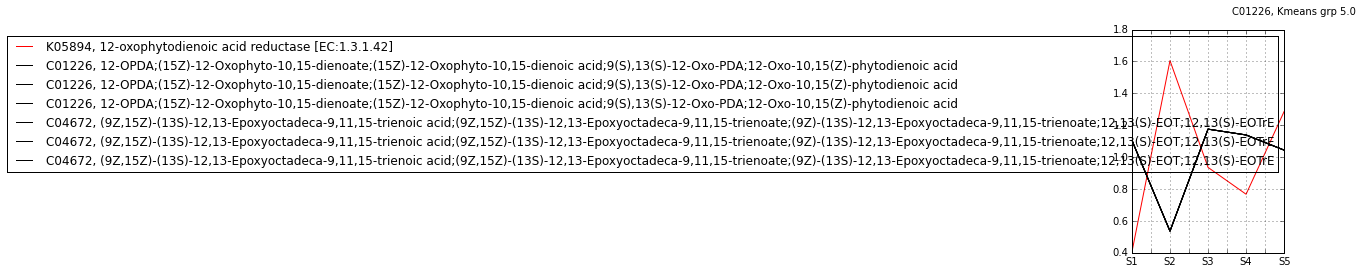 C01226, Kmeans grp 5.0
K05894, 12-oxophytodienoic acid reductase [EC:1.3.1.42]
C01226, 12-OPDA;(15Z)-12-Oxophyto-10,15-dienoate;(15Z)-12-Oxophyto-10,15-dienoic acid;9(S),13(S)-12-Oxo-PDA;12-Oxo-10,15(Z)-phytodienoic acid
C01226, 12-OPDA;(15Z)-12-Oxophyto-10,15-dienoate;(15Z)-12-Oxophyto-10,15-dienoic acid;9(S),13(S)-12-Oxo-PDA;12-Oxo-10,15(Z)-phytodienoic acid
C01226, 12-OPDA;(15Z)-12-Oxophyto-10,15-dienoate;(15Z)-12-Oxophyto-10,15-dienoic acid;9(S),13(S)-12-Oxo-PDA;12-Oxo-10,15(Z)-phytodienoic acid
C04672, (9Z,15Z)-(13S)-12,13-Epoxyoctadeca-9,11,15-trienoic acid;(9Z,15Z)-(13S)-12,13-Epoxyoctadeca-9,11,15-trienoate;(9Z)-(13S)-12,13-Epoxyoctadeca-9,11,15-trienoate;12,13(S)-EOT;12,13(S)-EOTrE
C04672, (9Z,15Z)-(13S)-12,13-Epoxyoctadeca-9,11,15-trienoic acid;(9Z,15Z)-(13S)-12,13-Epoxyoctadeca-9,11,15-trienoate;(9Z)-(13S)-12,13-Epoxyoctadeca-9,11,15-trienoate;12,13(S)-EOT;12,13(S)-EOTrE
C04672, (9Z,15Z)-(13S)-12,13-Epoxyoctadeca-9,11,15-trienoic acid;(9Z,15Z)-(13S)-12,13-Epoxyoctadeca-9,11,15-trienoate;(9Z)-(13S)-12,13-Epoxyoctadeca-9,11,15-trienoate;12,13(S)-EOT;12,13(S)-EOTrE
1.8
1.6
1.4
1.2
1.0
0.8
0.6
0.4
S1 S2 S3 S4 S5